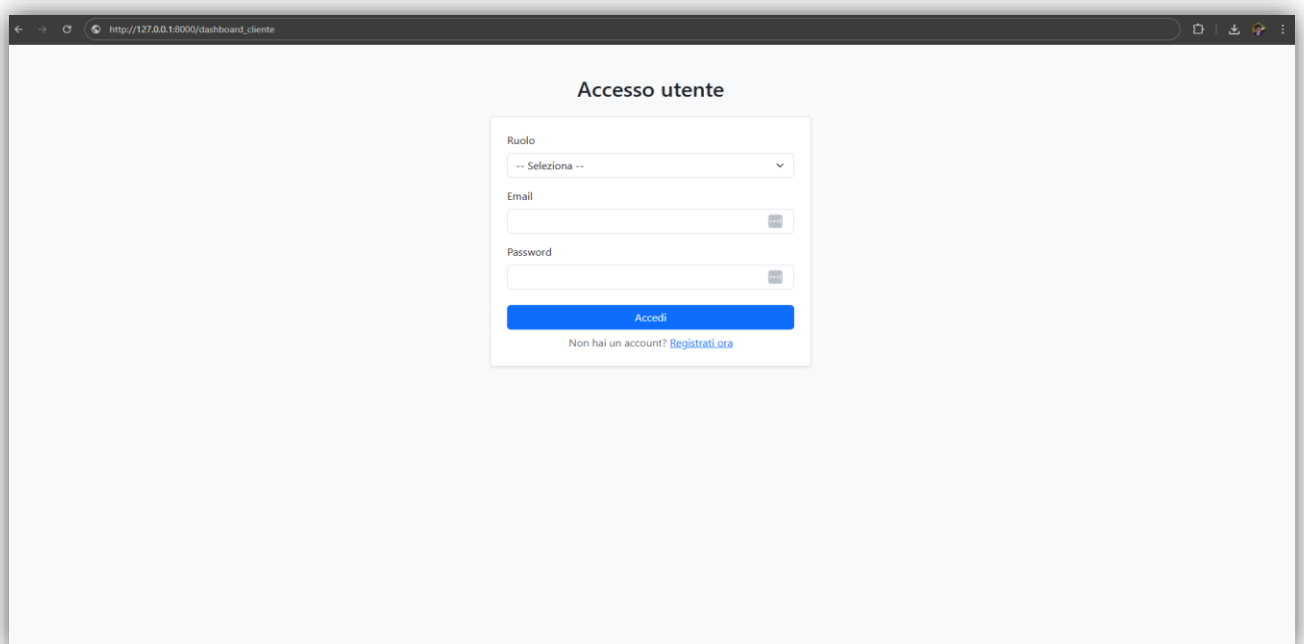 http://127.0.0.1:8000/dashboard_cliente
Accesso utente
Ruolo
-- Seleziona --
Email
Password
Accedi
Non hai un account? Registrati ora